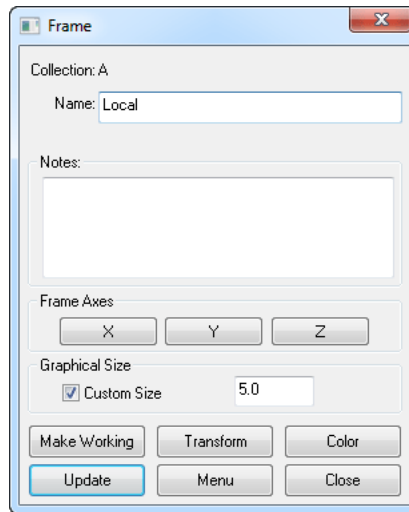 Frame
Collection: A
Name: Local
Notes:
Frame Axes
X Y Z
Graphical Size
Custom Size 5.0
Make Working Transform Color
Update Menu Close